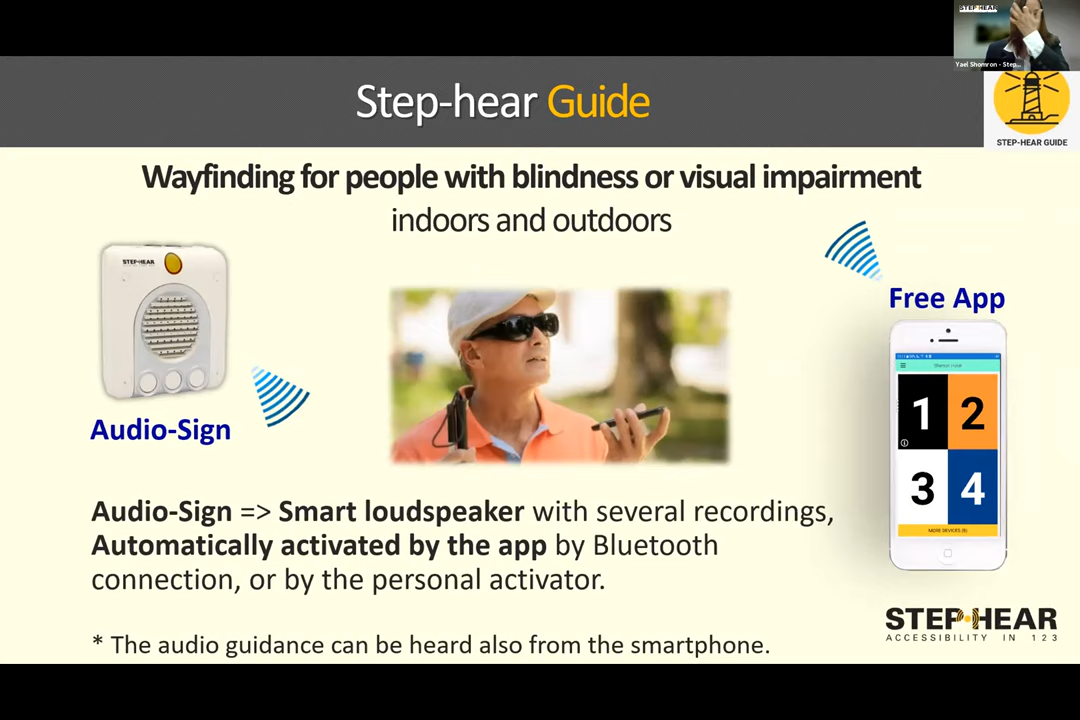 STEP-HEAR
Yael Shomron - Step...
Step-hear Guide
STEP-HEAR GUIDE
Wayfinding for people with blindness or visual impairment
indoors and outdoors
STEP-HEAR
Audio-Sign
Free App
1 2
3 4
MORE DEVICES (5)
Audio-Sign => Smart loudspeaker with several recordings,
Automatically activated by the app by Bluetooth
connection, or by the personal activator.
STEP-HEAR
ACCESSIBILITY IN 123
* The audio guidance can be heard also from the smartphone.